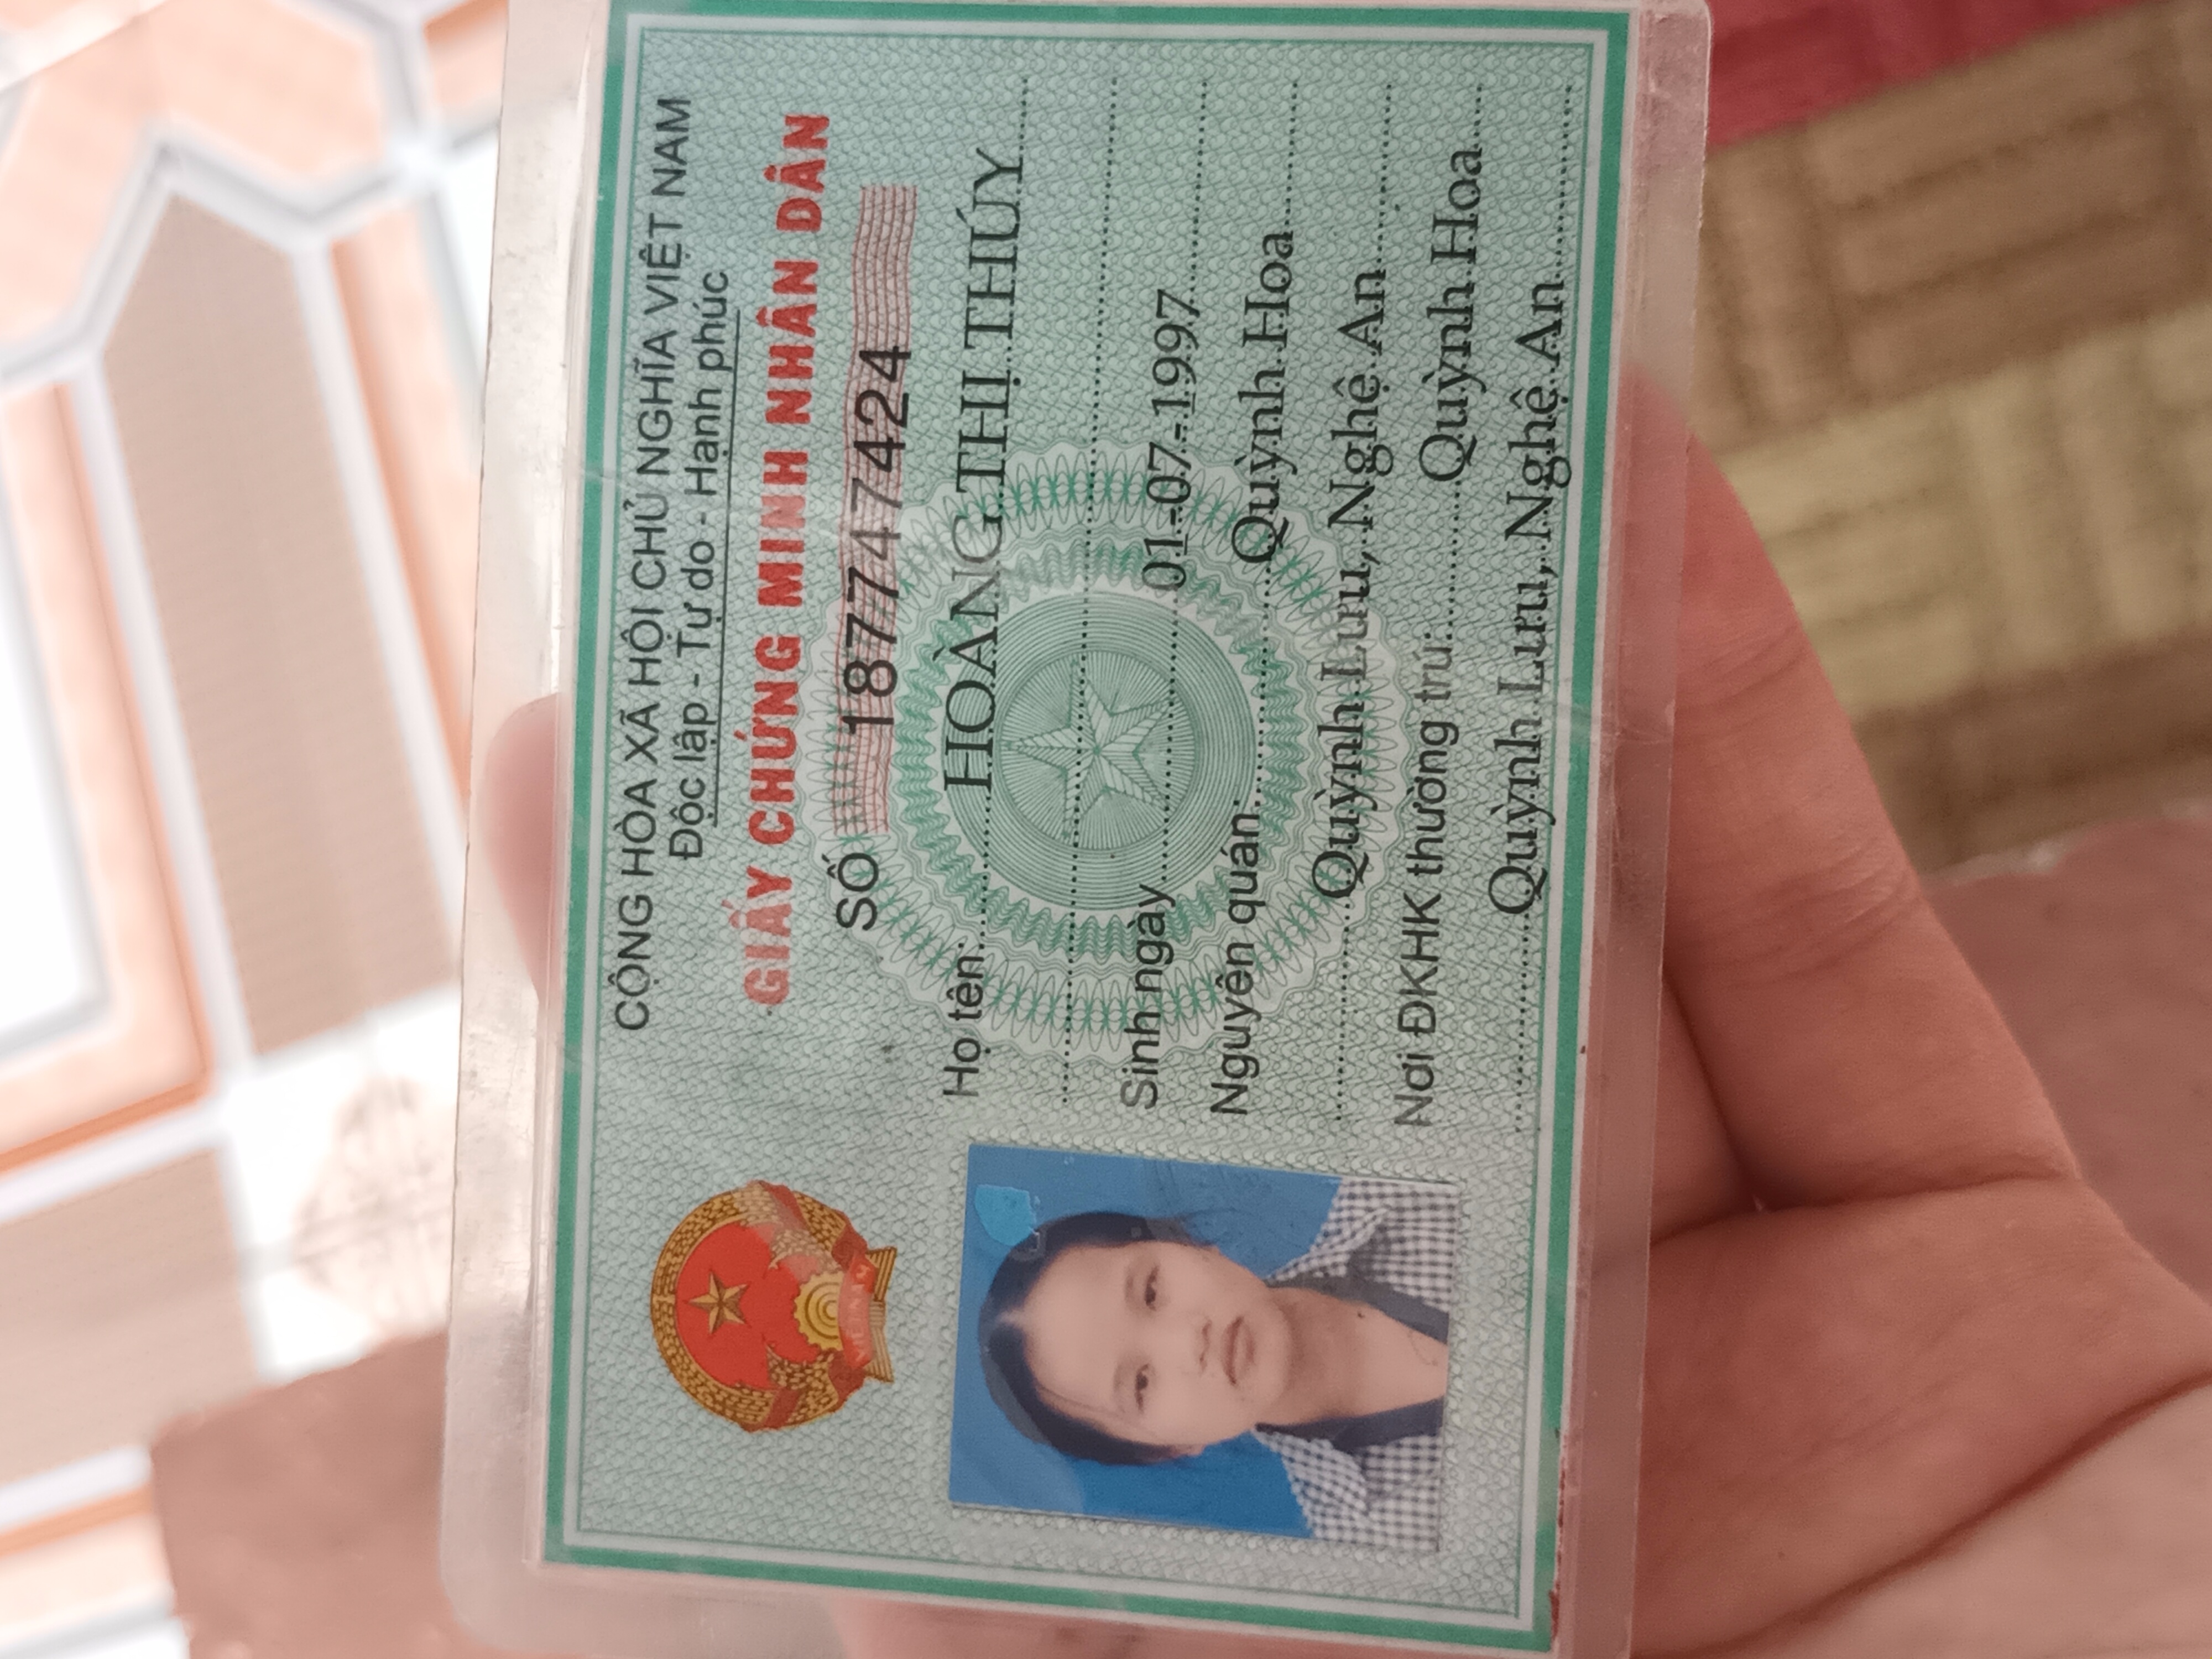 CỘNG HÒA XÃ HỘI CHỦ NGHĨA VIỆT NAM
Độc lập - Tự do - Hạnh phúc
GIẤY CHỨNG MINH NHÂN DÂN
SỐ 187747424
VIỆT NAM
Họ tên: HOÀNG THỊ THÚY
Sinh ngày 01-07-1997
Nguyên quán: Quỳnh Hoa
Quỳnh Lưu, Nghệ An
Nơi ĐKHK thường trú: Quỳnh Hoa
Quỳnh Lưu, Nghệ An